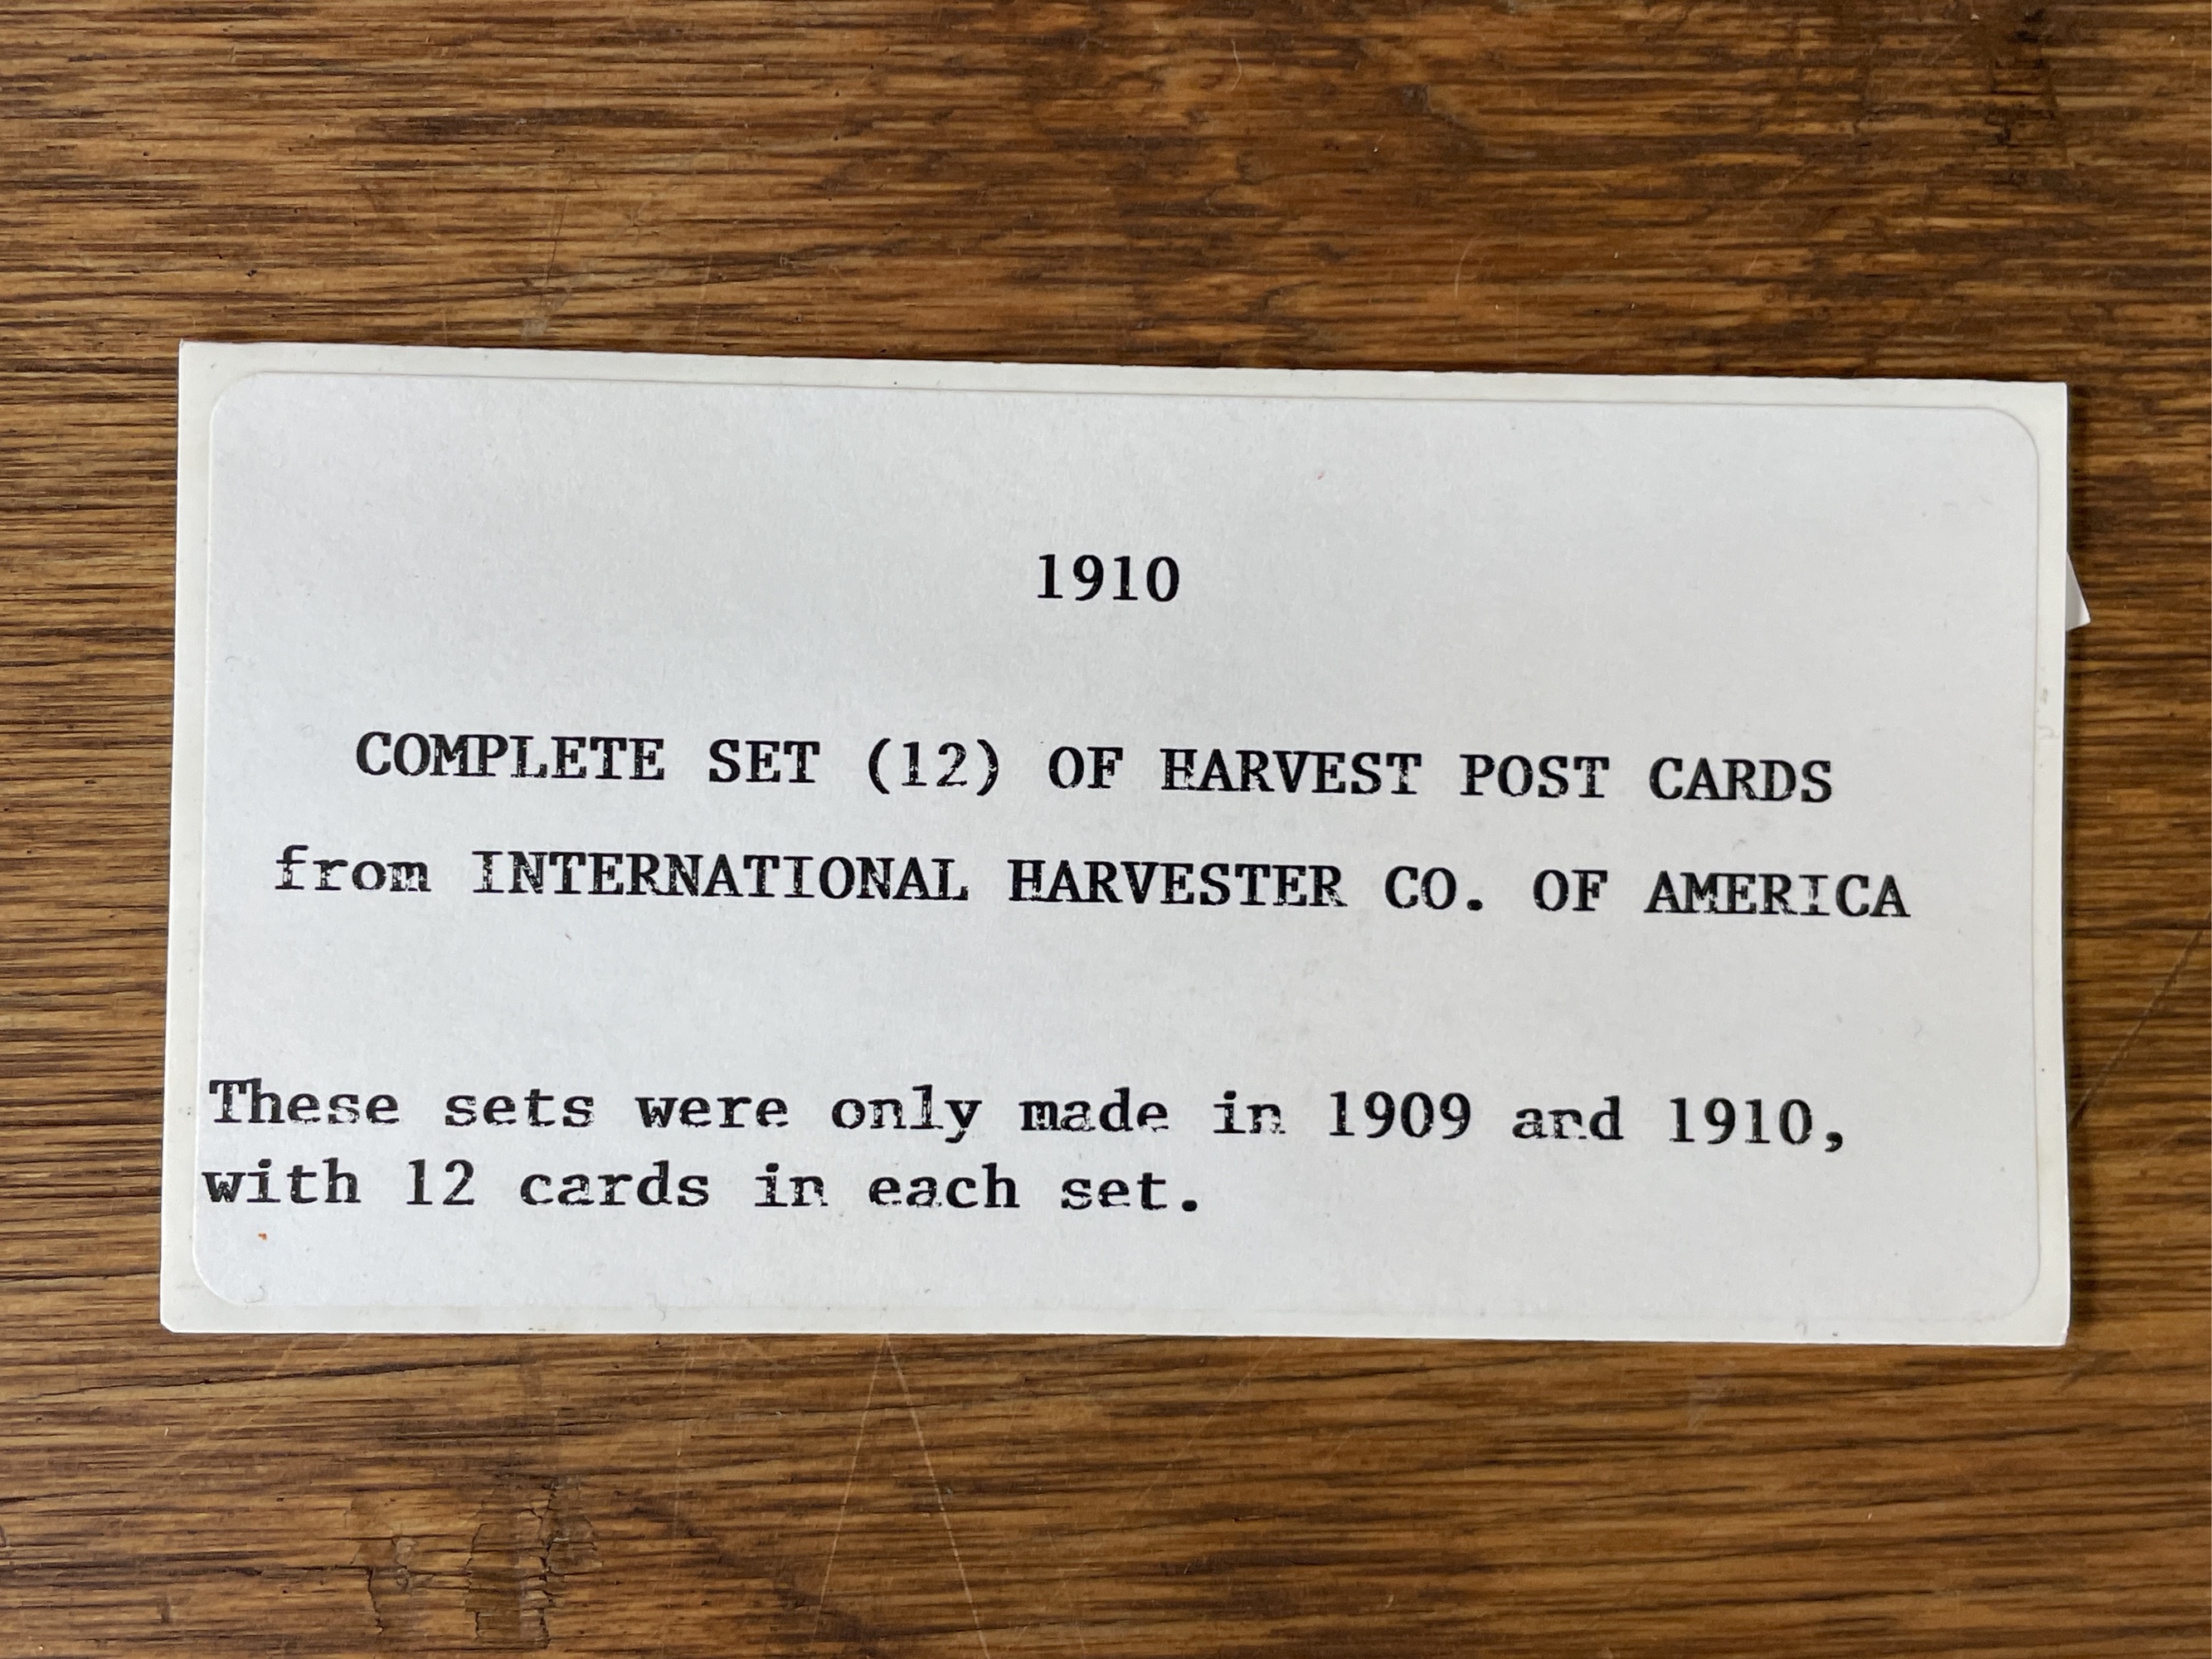 1910
COMPLETE SET (12) OF HARVEST POST CARDS
from INTERNATIONAL HARVESTER CO. OF AMERICA
These sets were only made in 1909 and 1910,
with 12 cards in each set.